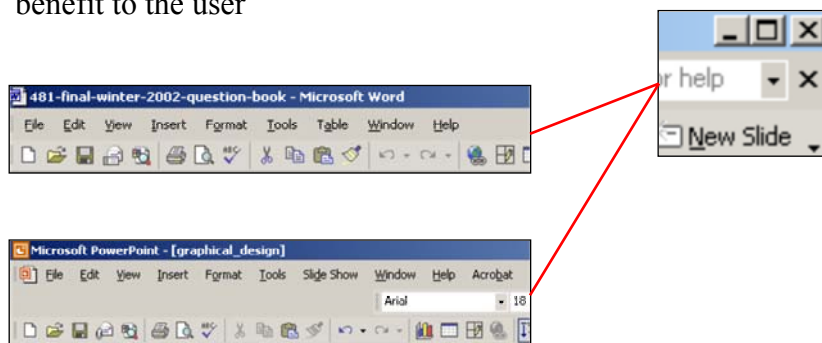 benefit to the user
481-final-winter-2002-question-book - Microsoft Word
File Edit View Insert Format Tools Table Window Help
r help
New Slide
Microsoft PowerPoint - [graphical_design]
File Edit View Insert Format Tools Slide Show Window Help Acrobat
Arial 18